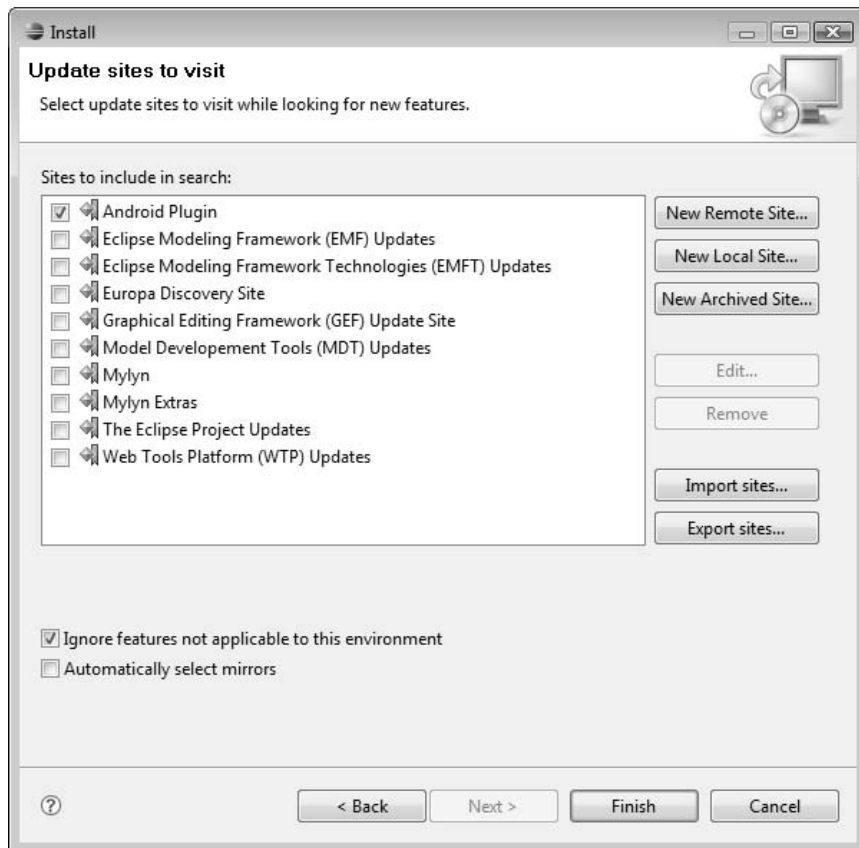 Install
Update sites to visit
Select update sites to visit while looking for new features.
Sites to include in search:
Android Plugin
Eclipse Modeling Framework (EMF) Updates
Eclipse Modeling Framework Technologies (EMFT) Updates
Europa Discovery Site
Graphical Editing Framework (GEF) Update Site
Model Developement Tools (MDT) Updates
Mylyn
Mylyn Extras
The Eclipse Project Updates
Web Tools Platform (WTP) Updates
New Remote Site...
New Local Site...
New Archived Site...
Edit...
Remove
Import sites...
Export sites...
Ignore features not applicable to this environment
Automatically select mirrors
?
< Back
Next >
Finish
Cancel